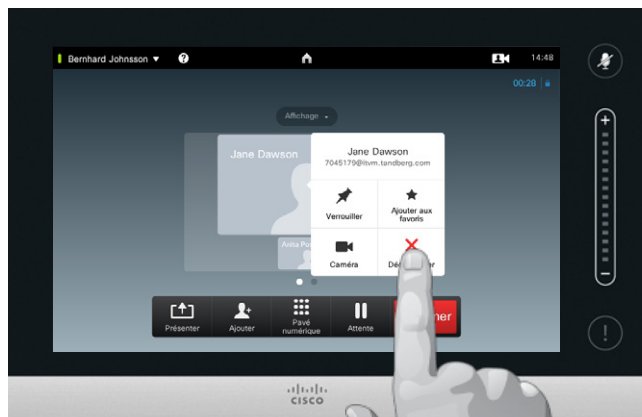 Bernhard Johnsson
14:48
00:28
Affichage
Jane Dawson
Jane Dawson
7045179@ltvm.tandberg.com
Verrouiller
Ajouter aux
favoris
Anita
Caméra
Présenter
Ajouter
Pavé
numérique
Attente
CISCO